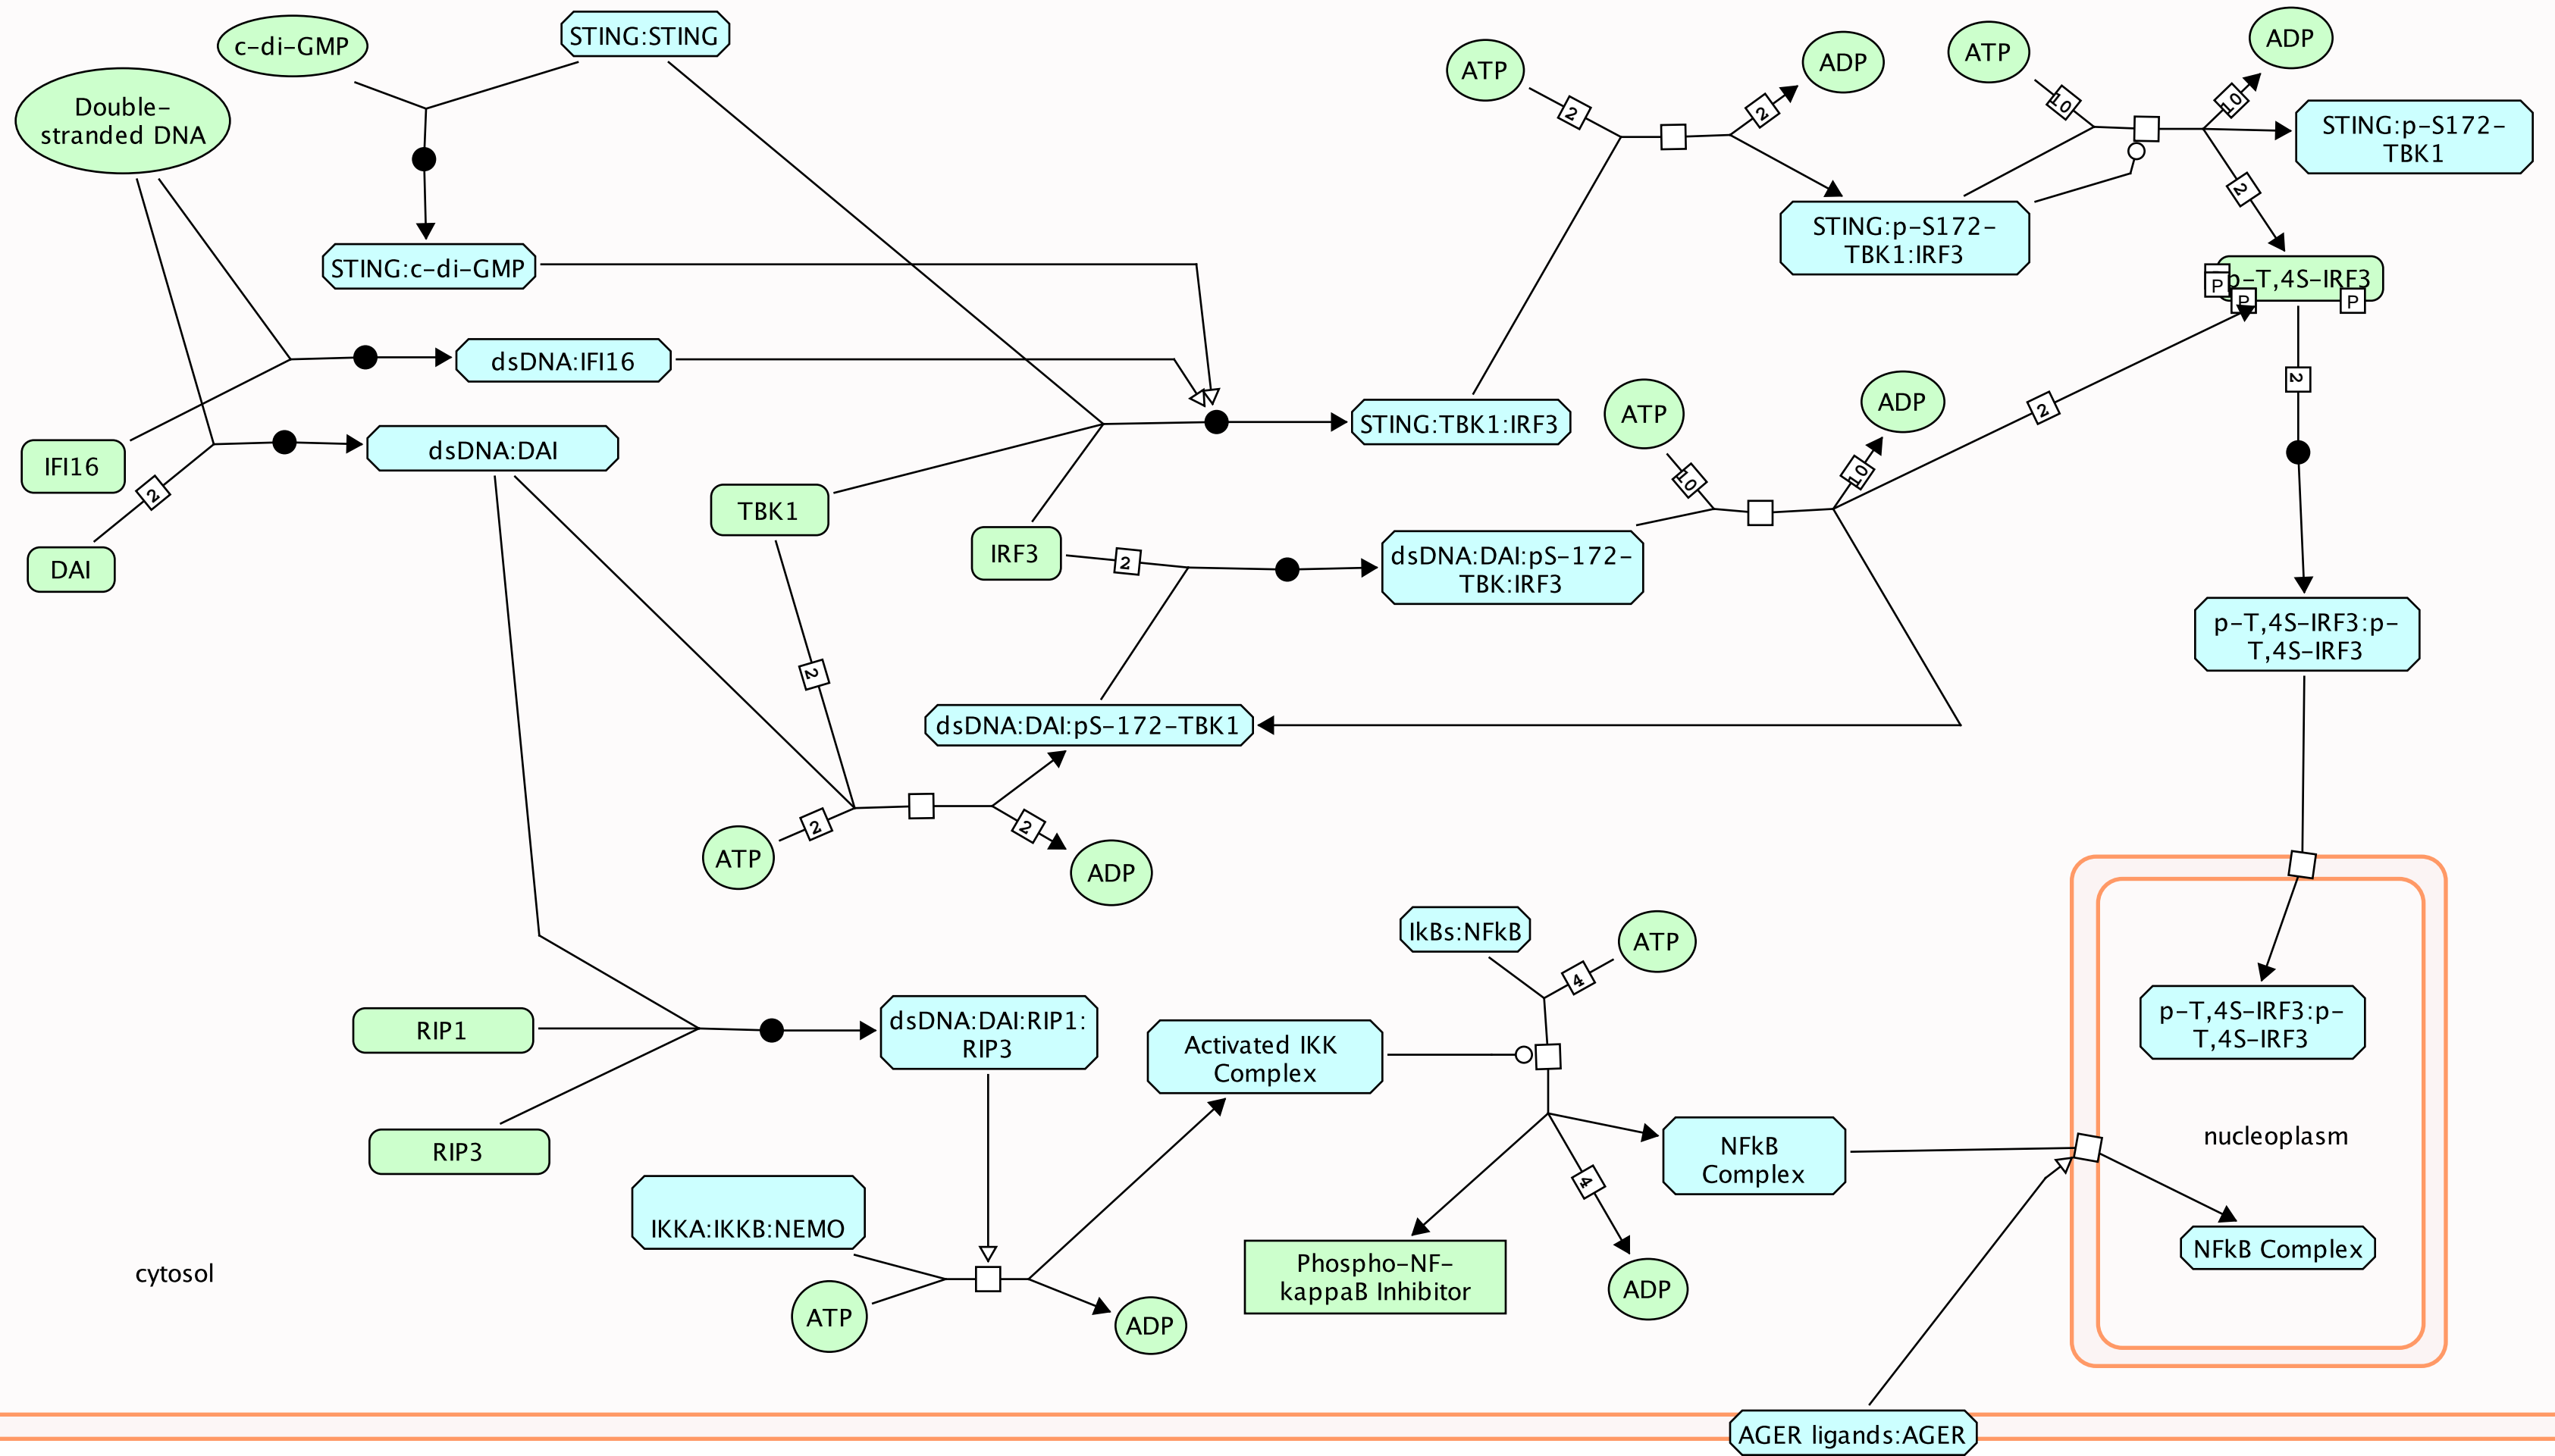 c-di-GMP
STING:STING
Double-
stranded DNA
ATP
ADP
ATP
ADP
2
2
10
10
STING:p-S172-
TBK1
2
STING:p-S172-
TBK1:IRF3
STING:c-di-GMP
p-T,4S-IRF3
P
P
P
dsDNA:IFI16
2
ATP
ADP
2
STING:TBK1:IRF3
dsDNA:DAI
IFI16
2
10
10
TBK1
IRF3
2
DAI
dsDNA:DAI:pS-172-
TBK:IRF3
p-T,4S-IRF3:p-
T,4S-IRF3
2
dsDNA:DAI:pS-172-TBK1
2
2
ATP
ADP
IkBs:NFkB
ATP
4
RIP1
dsDNA:DAI:RIP1:
RIP3
Activated IKK
Complex
p-T,4S-IRF3:p-
T,4S-IRF3
RIP3
NFkB
Complex
nucleoplasm
4
IKKA:IKKB:NEMO
NFkB Complex
cytosol
Phospho-NF-
kappaB Inhibitor
ADP
ATP
ADP
AGER ligands:AGER